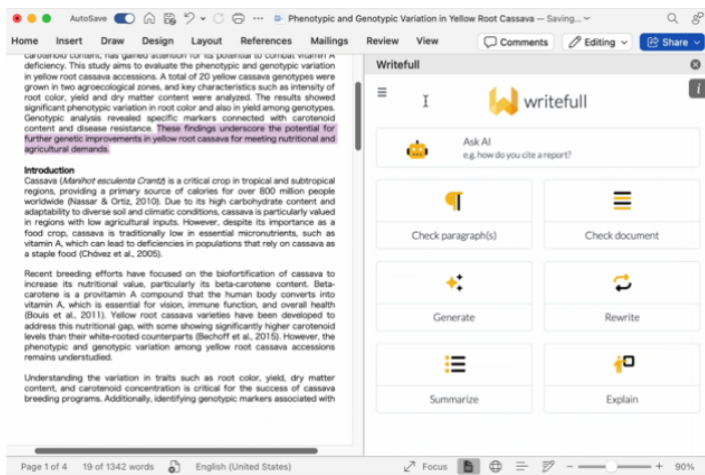 AutoSave
Phenotypic and Genotypic Variation in Yellow Root Cassava — Saving...
Home Insert Draw Design Layout References Mailings Review View Comments Editing Share
carotenoid content, has gained attention for its potential to combat vitamin A
deficiency. This study aims to evaluate the phenotypic and genotypic variation
in yellow root cassava accessions. A total of 20 yellow cassava genotypes were
grown in two agroecological zones, and key characteristics such as intensity of
root color, yield and dry matter content were analyzed. The results showed
significant phenotypic variation in root color and also in yield among genotypes.
Genotypic analysis revealed specific markers connected with carotenoid
content and disease resistance. These findings underscore the potential for
further genetic improvements in yellow root cassava for meeting nutritional and
agricultural demands.
Introduction
Cassava (Manihot esculenta Crantz) is a critical crop in tropical and subtropical
regions, providing a primary source of calories for over 800 million people
worldwide (Nassar & Ortiz, 2010). Due to its high carbohydrate content and
adaptability to diverse soil and climatic conditions, cassava is particularly valued
in regions with low agricultural inputs. However, despite its importance as a
food crop, cassava is traditionally low in essential micronutrients, such as
vitamin A, which can lead to deficiencies in populations that rely on cassava as
a staple food (Chávez et al., 2005).
Recent breeding efforts have focused on the biofortification of cassava to
increase its nutritional value, particularly its beta-carotene content. Beta-
carotene is a provitamin A compound that the human body converts into
vitamin A, which is essential for vision, immune function, and overall health
(Bouis et al., 2011). Yellow root cassava varieties have been developed to
address this nutritional gap, with some showing significantly higher carotenoid
levels than their white-rooted counterparts (Bechoff et al., 2015). However, the
phenotypic and genotypic variation among yellow root cassava accessions
remains understudied.
Understanding the variation in traits such as root color, yield, dry matter
content, and carotenoid concentration is critical for the success of cassava
breeding programs. Additionally, identifying genotypic markers associated with
Writefull
writefull
Ask AI
e.g. how do you cite a report?
Check paragraph(s)
Check document
Generate
Rewrite
Summarize
Explain
Page 1 of 4 19 of 1342 words English (United States) Focus 90%